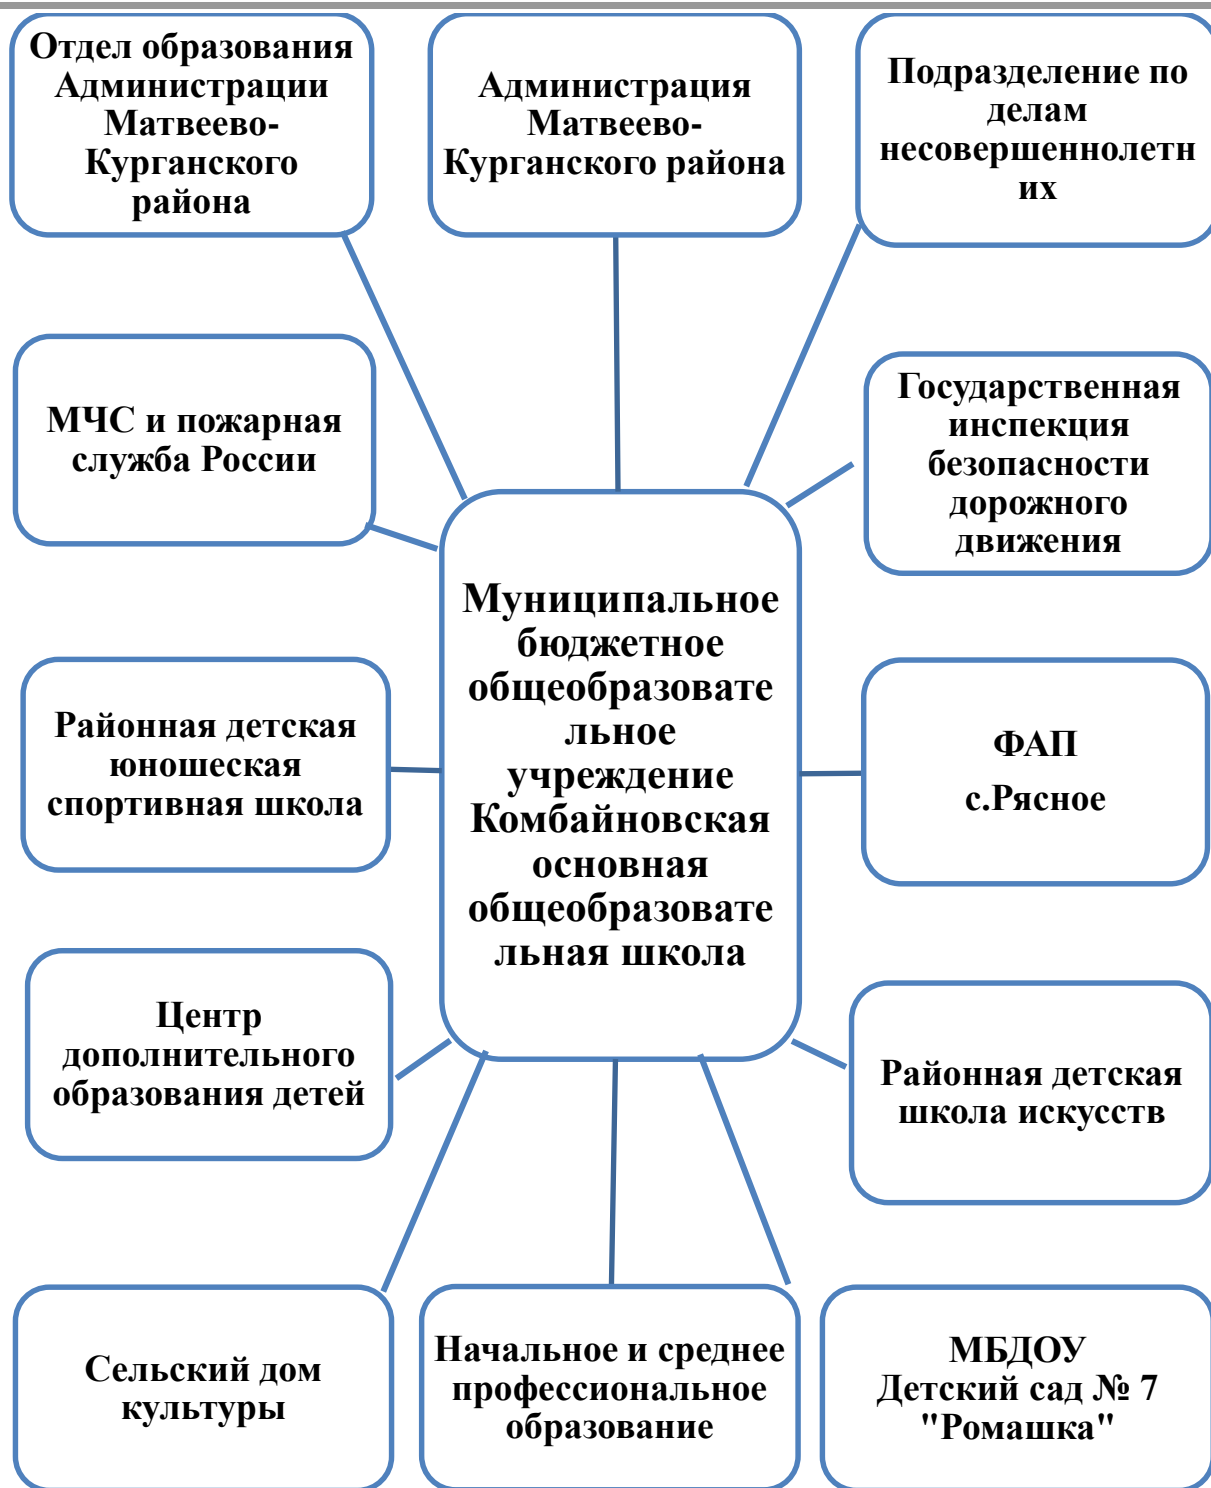 Отдел образования
Администрации
Матвеево-
Курганского
района
Администрация
Матвеево-
Курганского района
Подразделение по
делам
несовершеннолетн
их
МЧС и пожарная
служба России
Государственная
инспекция
безопасности
дорожного
движения
Муниципальное
бюджетное
общеобразовате
льное
учреждение
Комбайновская
основная
общеобразовате
льная школа
Районная детская
юношеская
спортивная школа
ФАП
с.Рясное
Центр
дополнительного
образования детей
Районная детская
школа искусств
Сельский дом
культуры
Начальное и среднее
профессиональное
образование
МБДОУ
Детский сад № 7
"Ромашка"